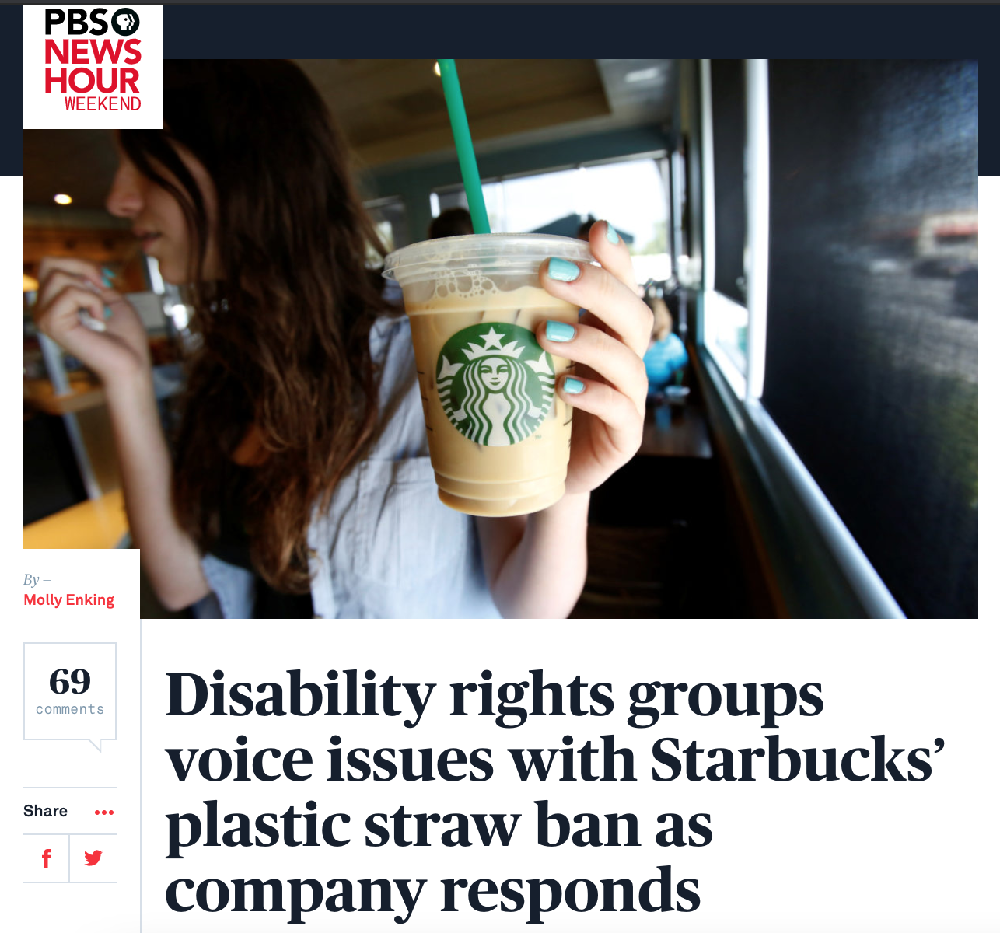 PBS
NEWS
HOUR
WEEKEND
TM
By –
Molly Enking
69
comments
Share
Disability rights groups
voice issues with Starbucks’
plastic straw ban as
company responds